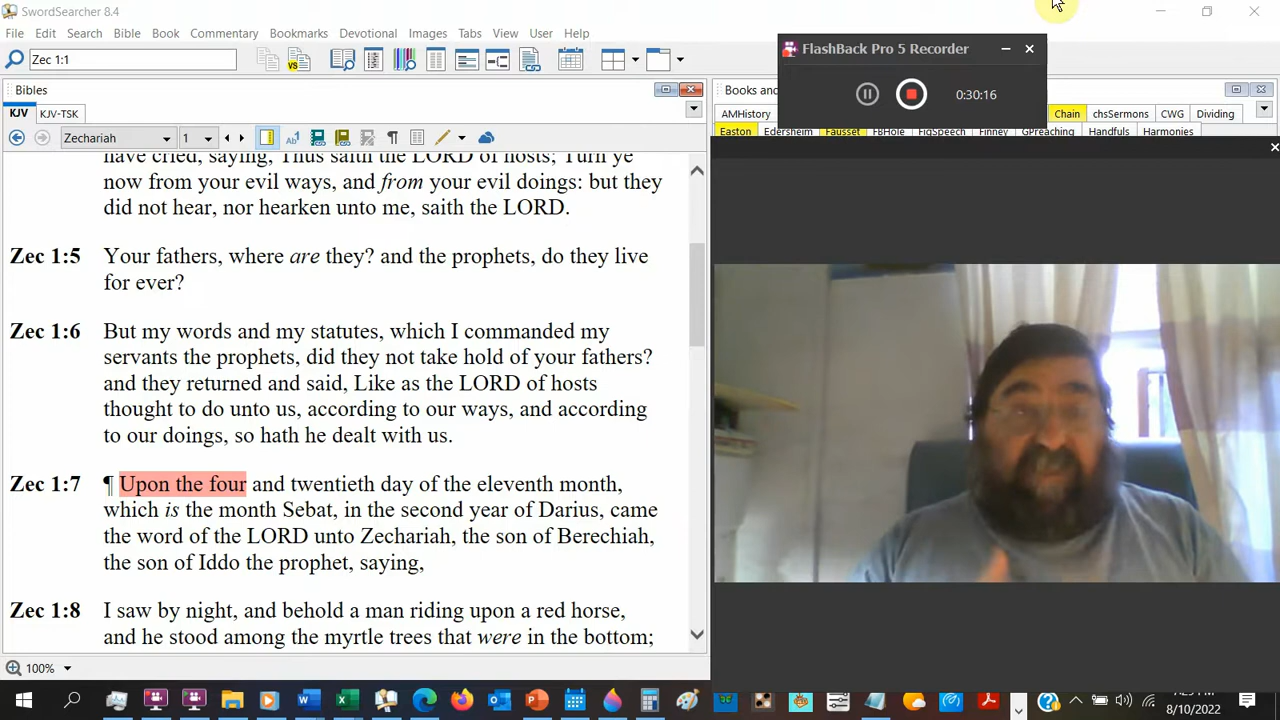 SwordSearcher 8.4
File Edit Search Bible Book Commentary Bookmarks Devotional Images Tabs View User Help
Zec 1:1
FlashBack Pro 5 Recorder
0:30:16
Bibles
Books and
KJV KJV-TSK
AMHistory Chain chsSermons CWG Dividing
Easton Edersheim Fausset FBHole FigSpeech Finney GPreaching Handfuls Harmonies
Zechariah 1
have cried, saying, Thus saith the LORD of hosts; Turn ye
now from your evil ways, and from your evil doings: but they
did not hear, nor hearken unto me, saith the LORD.
Zec 1:5 Your fathers, where are they? and the prophets, do they live
for ever?
Zec 1:6 But my words and my statutes, which I commanded my
servants the prophets, did they not take hold of your fathers?
and they returned and said, Like as the LORD of hosts
thought to do unto us, according to our ways, and according
to our doings, so hath he dealt with us.
Zec 1:7 ¶ Upon the four and twentieth day of the eleventh month,
which is the month Sebat, in the second year of Darius, came
the word of the LORD unto Zechariah, the son of Berechiah,
the son of Iddo the prophet, saying,
Zec 1:8 I saw by night, and behold a man riding upon a red horse,
and he stood among the myrtle trees that were in the bottom;
100%
8/10/2022